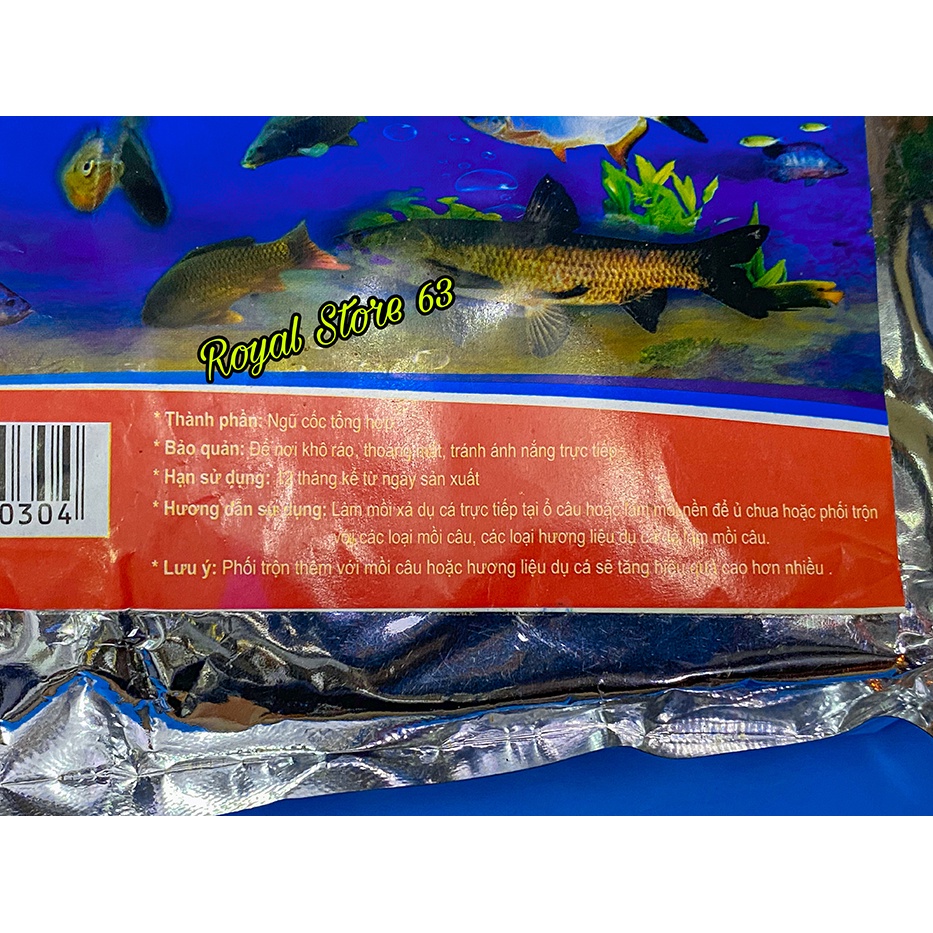 Royal Store 63
* Thành phần: Ngũ cốc tổng hợp
* Bảo quản: Để nơi khô ráo, thoáng mát, tránh ánh nắng trực tiếp
* Hạn sử dụng: 12 tháng kể từ ngày sản xuất
* Hướng dẫn sử dụng: Làm mồi xả dụ cá trực tiếp tại ổ câu hoặc làm mồi nền để ủ chua hoặc phối trộn
với các loại mồi câu, các loại hương liệu dụ cá để làm mồi câu.
0304
* Lưu ý: Phối trộn thêm với mồi câu hoặc hương liệu dụ cá sẽ tăng hiệu quả cao hơn nhiều .